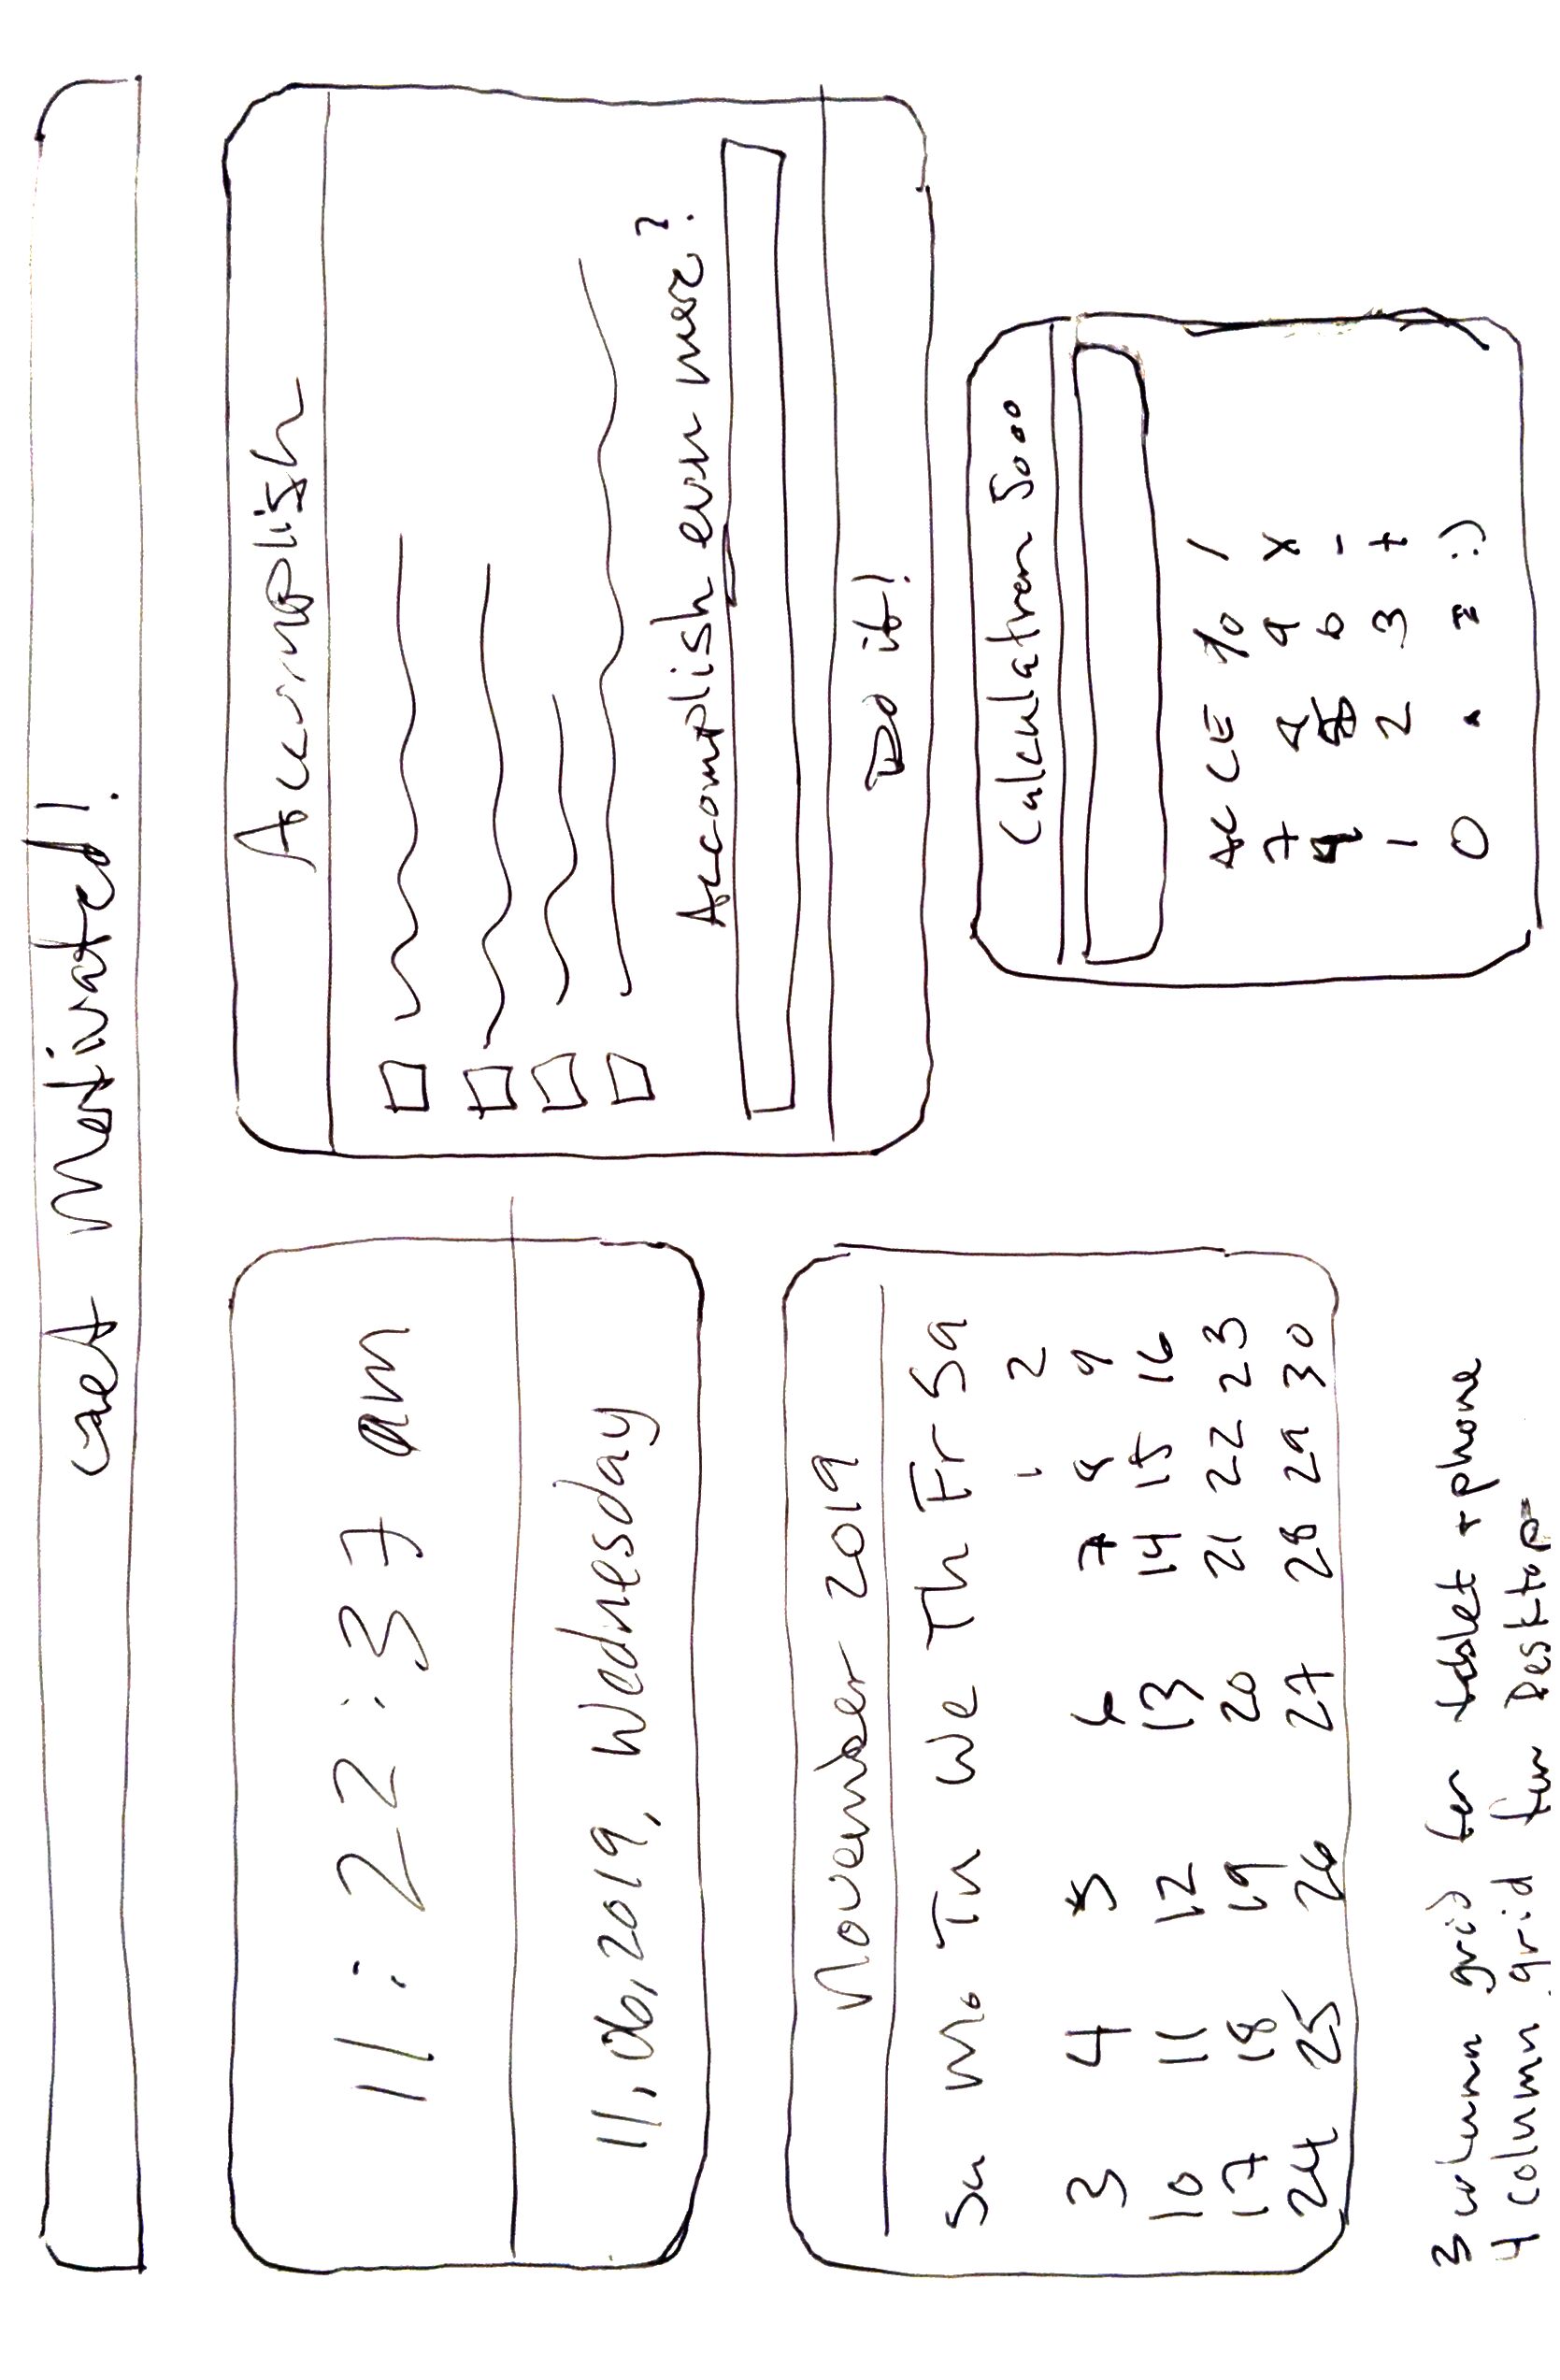 Get Motivated!
11:22:37 am
11, 06, 2019, Wednesday
November 2019
Su Mo Tu We Th Fr Sa
1 2
3 4 5 6 7 8 9
10 11 12 13 14 15 16
17 18 19 20 21 22 23
24 25 26 27 28 29 30
Accomplish
Accomplish even more?
Do it!
Calculatron 5000
AC CE % /
7 8 9 x
4 5 6 -
1 2 3 +
0 . = :)
3 column grid for tablet + phone
4 column grid for Desktop